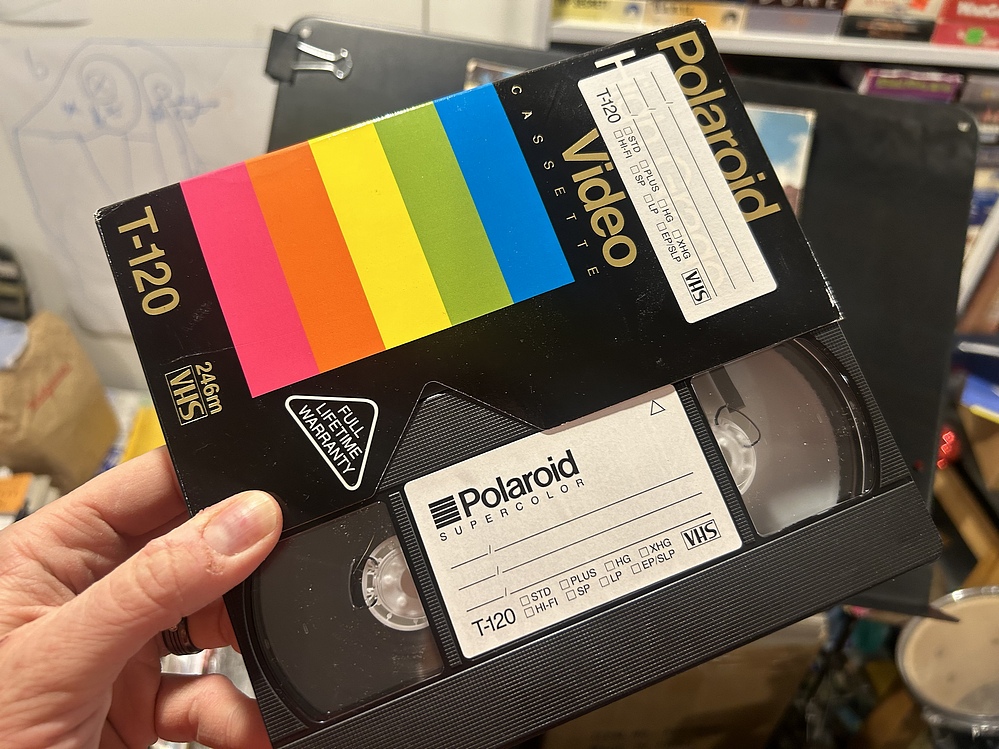 Polaroid
Video
CASSETTE
T-120
☐STD ☐PLUS ☐HG ☐XHG
☐HI-FI ☐SP ☐LP ☐EP/SLP
VHS
T-120
246m
VHS
FULL
LIFETIME
WARRANTY
Polaroid
SUPERCOLOR
T-120
☐STD ☐PLUS ☐HG ☐XHG
☐HI-FI ☐SP ☐LP ☐EP/SLP
VHS